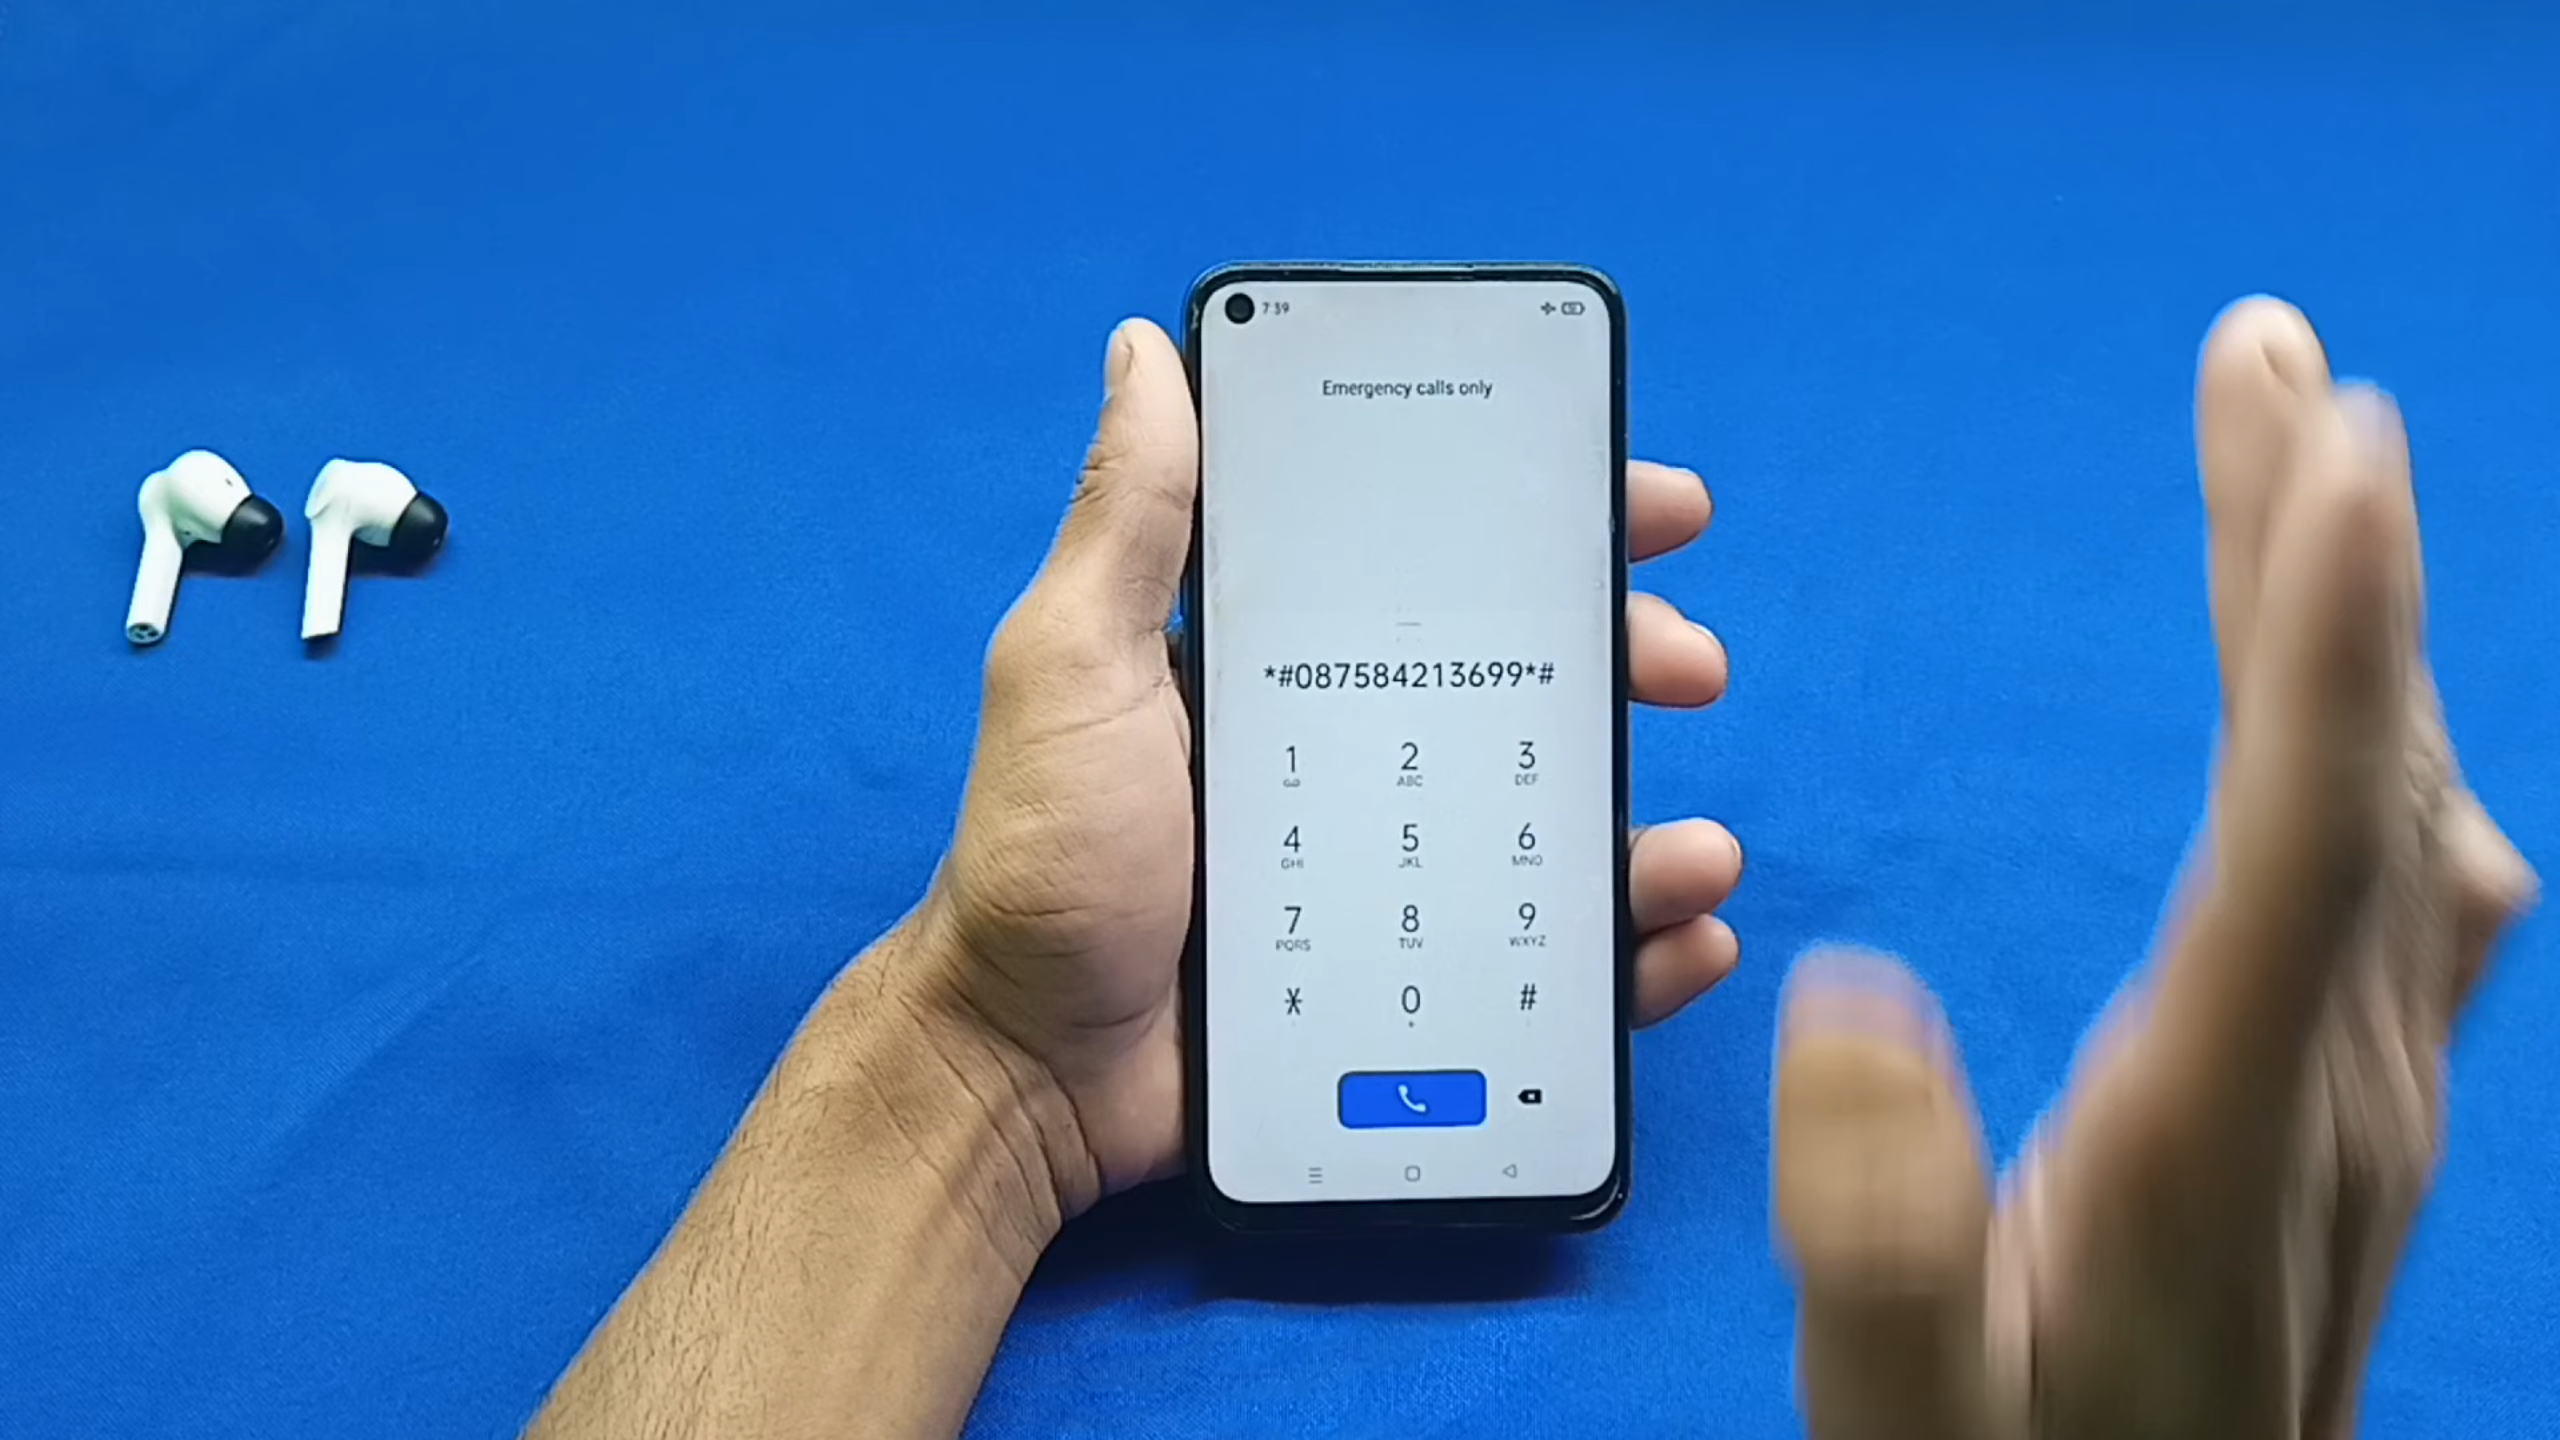 7:39
Emergency calls only
*#087584213699*#
1 2 3
ABC DEF
4 5 6
GHI JKL MNO
7 8 9
PQRS TUV WXYZ
* 0 #